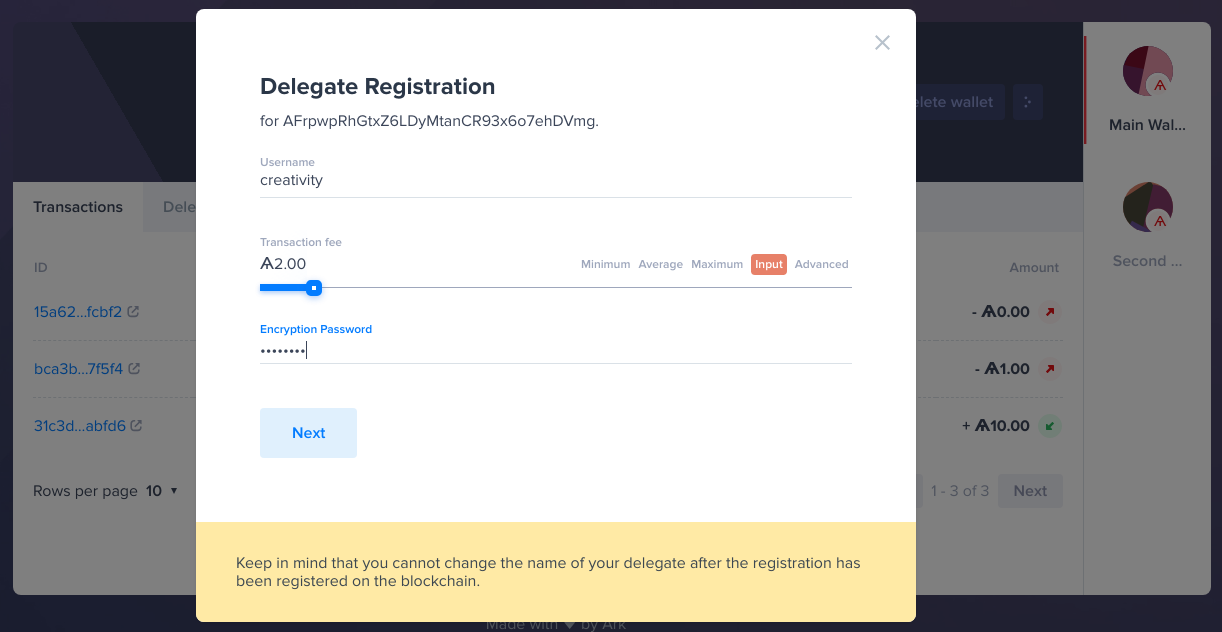 Delegate Registration
for AFrpwpRhGtxZ6LDyMtanCR93x6o7ehDVmg.
Username
creativity
Transaction fee
Ѧ2.00
Minimum Average Maximum Input Advanced
Encryption Password
••••••••
Next
Keep in mind that you cannot change the name of your delegate after the registration has
been registered on the blockchain.
elete wallet
Main Wal...
Second ...
Transactions Dele
ID Amount
15a62...fcbf2 - Ѧ0.00
bca3b...7f5f4 - Ѧ1.00
31c3d...abfd6 + Ѧ10.00
Rows per page 10 1 - 3 of 3 Next
Made with ♥ by Ark